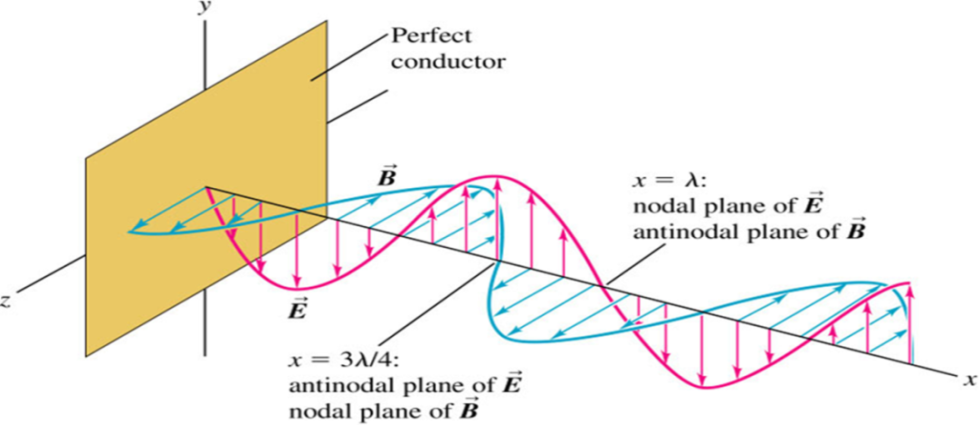 y
Perfect
conductor
B⃗
x = λ:
nodal plane of E⃗
antinodal plane of B⃗
z
E⃗
x = 3λ/4:
antinodal plane of E⃗
nodal plane of B⃗
x